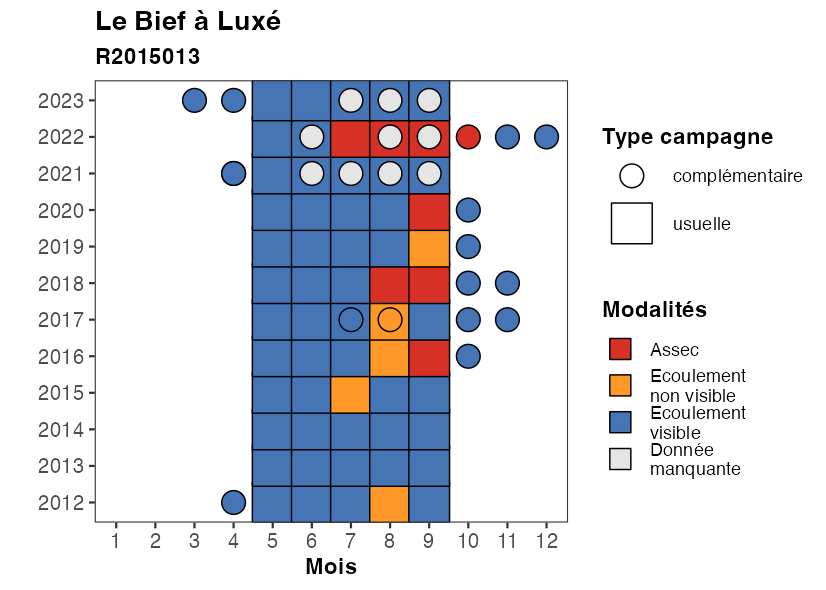 Le Bief à Luxé
R2015013
2023
2022
2021
2020
2019
2018
2017
2016
2015
2014
2013
2012
1 2 3 4 5 6 7 8 9 10 11 12
Mois
Type campagne
complémentaire
usuelle
Modalités
Assec
Ecoulement
non visible
Ecoulement
visible
Donnée
manquante